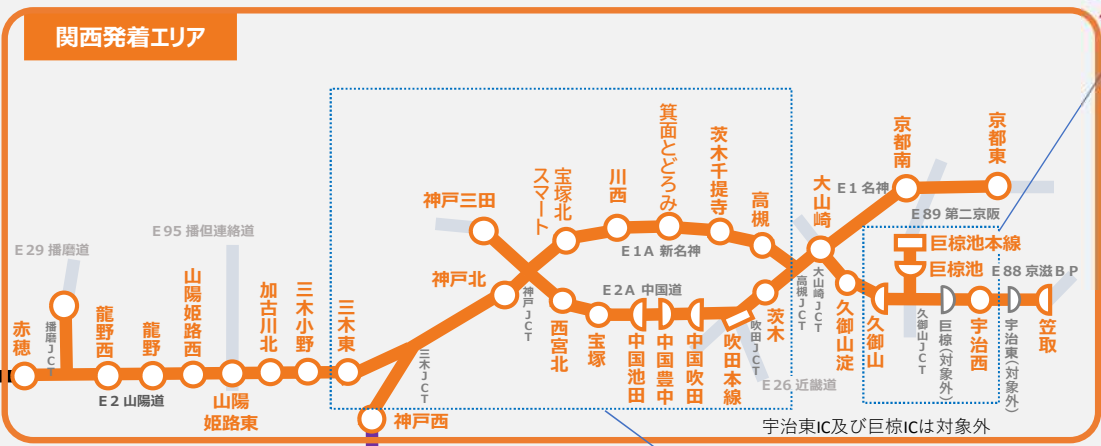 関西発着エリア
E29 播磨道
E95 播但連絡道
赤穂
播磨JCT
龍野西
龍野
山陽姫路西
山陽
姫路東
加古川北
三木小野
三木東
E2 山陽道
三木JCT
神戸西
神戸三田
神戸北
神戸JCT
宝塚北
スマート
川西
箕面とどろみ
茨木千提寺
高槻
E1A 新名神
E2A 中国道
西宮北
宝塚
中国池田
中国豊中
中国吹田
吹田本線
吹田JCT
茨木
E26 近畿道
高槻JCT
大山崎
大山崎JCT
E1 名神
京都南
京都東
E89 第二京阪
久御山淀
久御山
巨椋池本線
巨椋池
久御山JCT
巨椋(対象外)
宇治西
宇治東(対象外)
笠取
E88 京滋BP
宇治東IC及び巨椋ICは対象外